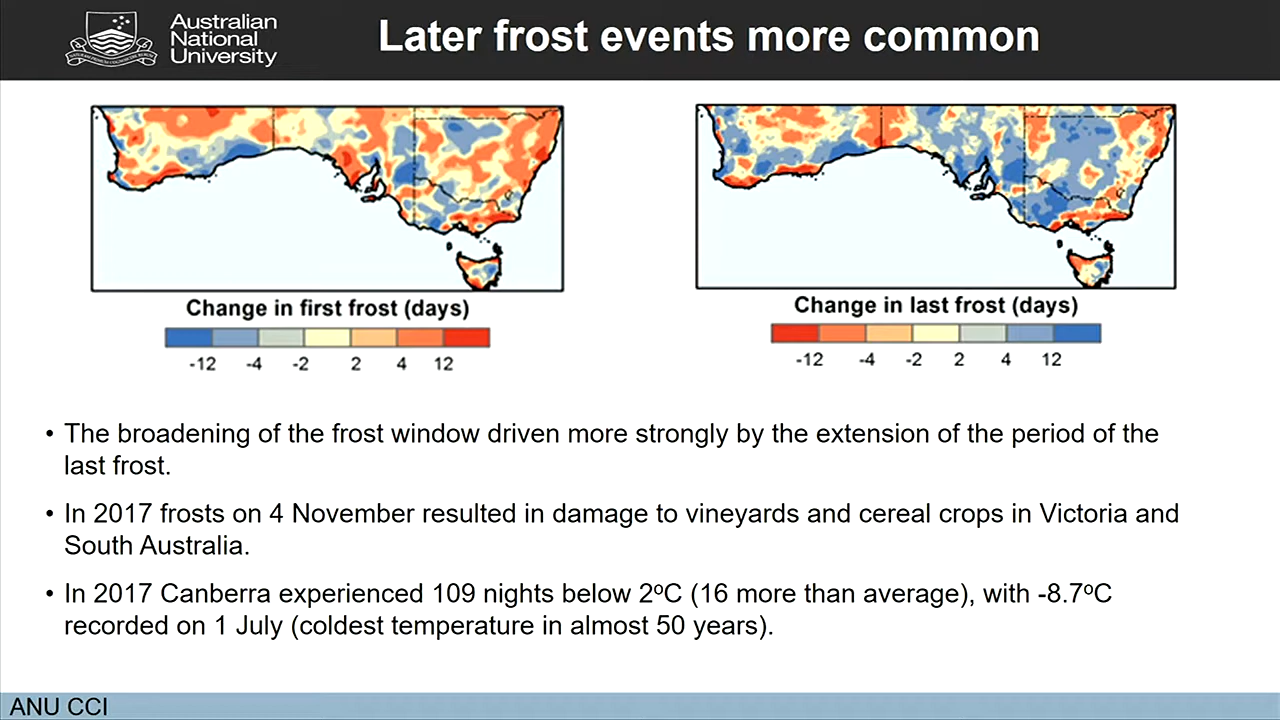 Australian
National
University
Later frost events more common
Change in first frost (days)
-12 -4 -2 2 4 12
Change in last frost (days)
-12 -4 -2 2 4 12
• The broadening of the frost window driven more strongly by the extension of the period of the
last frost.
• In 2017 frosts on 4 November resulted in damage to vineyards and cereal crops in Victoria and
South Australia.
• In 2017 Canberra experienced 109 nights below 2ºC (16 more than average), with -8.7ºC
recorded on 1 July (coldest temperature in almost 50 years).
ANU CCI